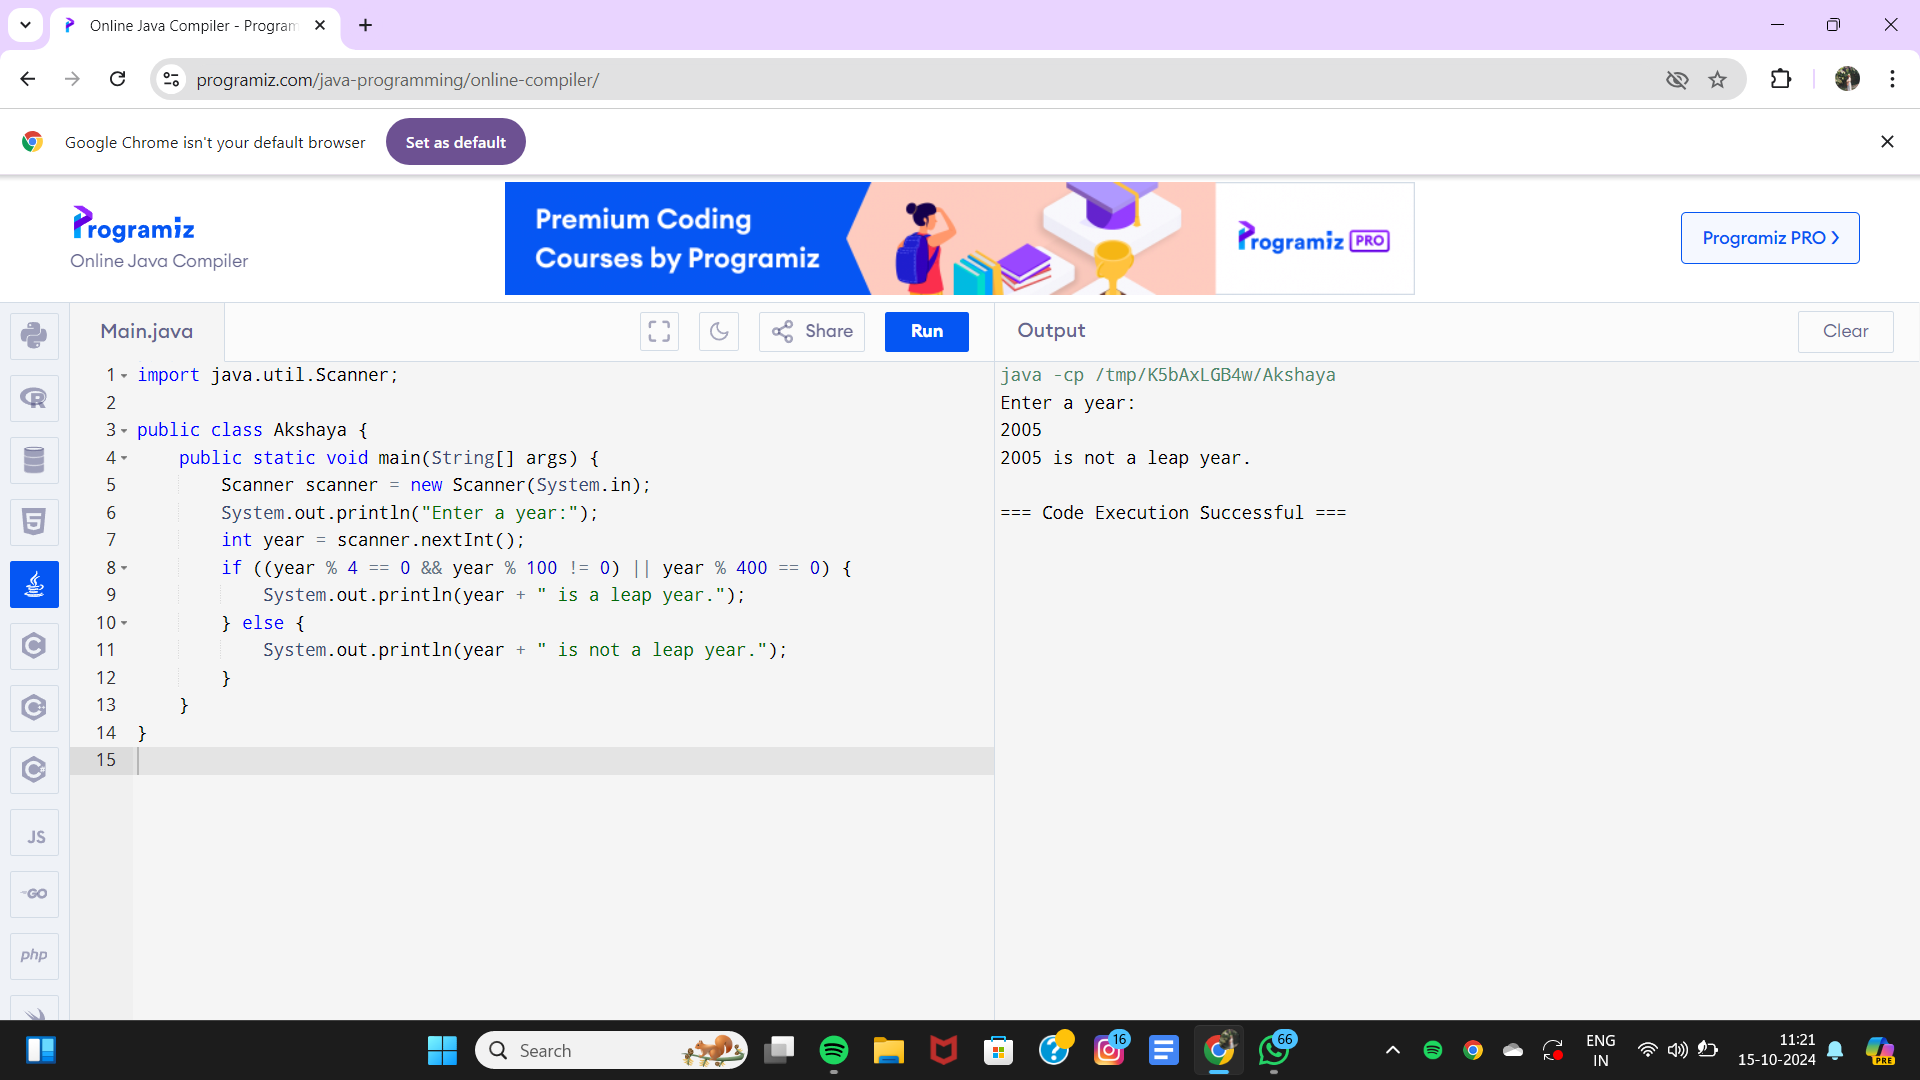 Online Java Compiler - Program
programiz.com/java-programming/online-compiler/
Google Chrome isn't your default browser
Set as default
Programiz
Online Java Compiler
Premium Coding
Courses by Programiz
Programiz PRO
Programiz PRO
Main.java
Share
Run
Output
Clear
1 import java.util.Scanner;
2
3 public class Akshaya {
4     public static void main(String[] args) {
5         Scanner scanner = new Scanner(System.in);
6         System.out.println("Enter a year:");
7         int year = scanner.nextInt();
8         if ((year % 4 == 0 && year % 100 != 0) || year % 400 == 0) {
9             System.out.println(year + " is a leap year.");
10         } else {
11             System.out.println(year + " is not a leap year.");
12         }
13     }
14 }
15
java -cp /tmp/K5bAxLGB4w/Akshaya
Enter a year:
2005
2005 is not a leap year.
=== Code Execution Successful ===
R
5
C
C
C
JS
GO
php
Search
16
66
ENG
IN
11:21
15-10-2024
PRE